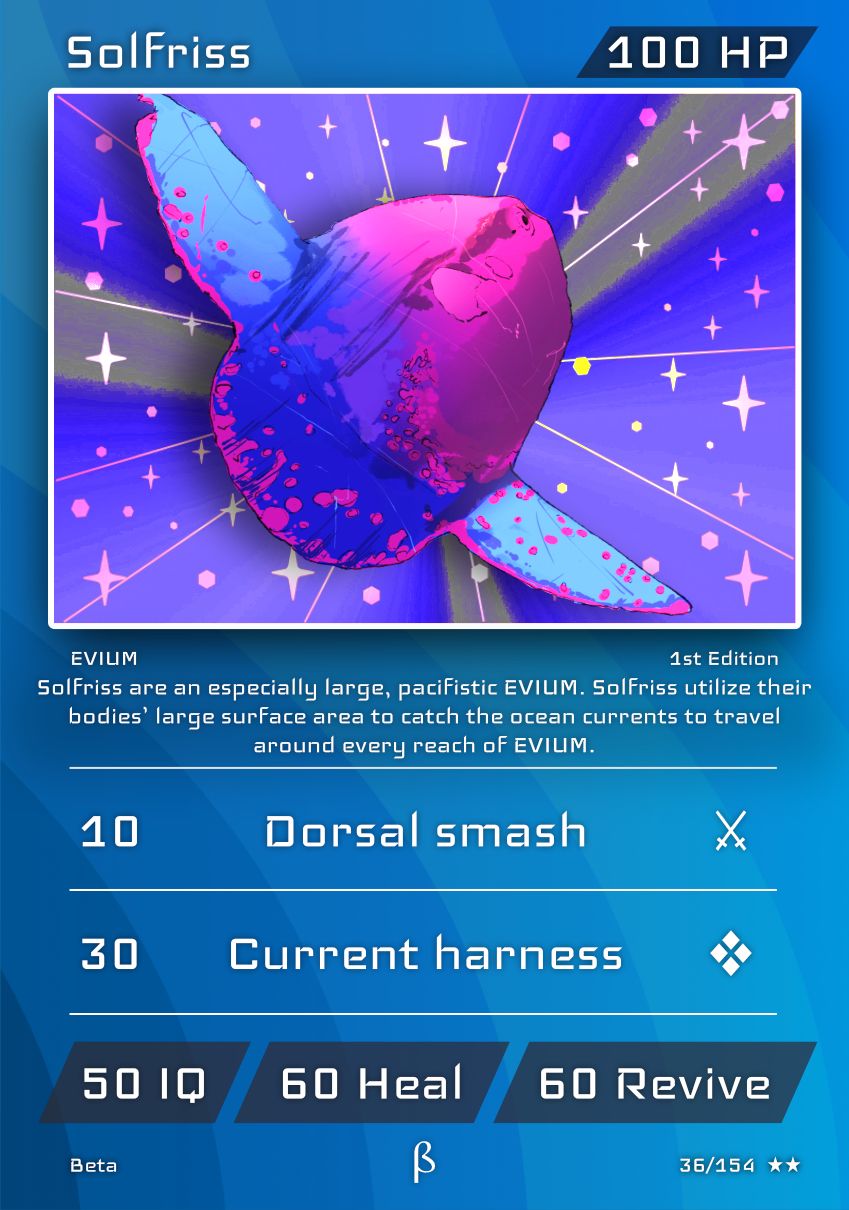 Solfriss
100 HP
EVIUM
1st Edition
Solfriss are an especially large, pacifistic EVIUM. Solfriss utilize their
bodies’ large surface area to catch the ocean currents to travel
around every reach of EVIUM.
10 Dorsal smash
30 Current harness
50 IQ
60 Heal
60 Revive
Beta
β
36/154 ★★